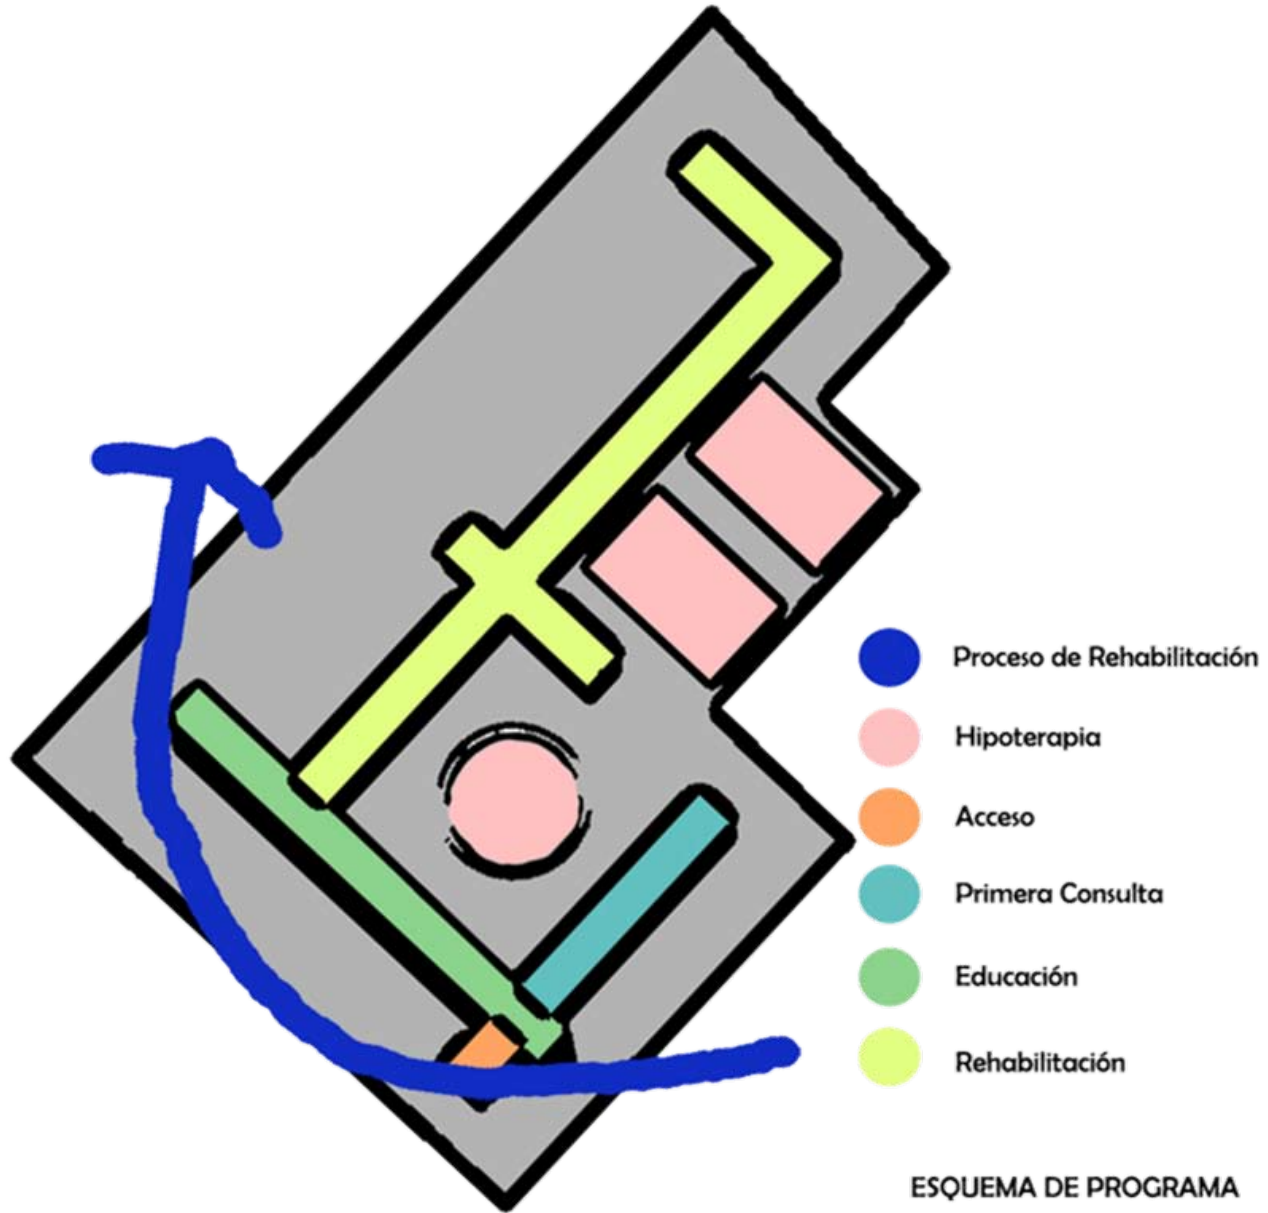 Proceso de Rehabilitación
Hipoterapia
Acceso
Primera Consulta
Educación
Rehabilitación
ESQUEMA DE PROGRAMA